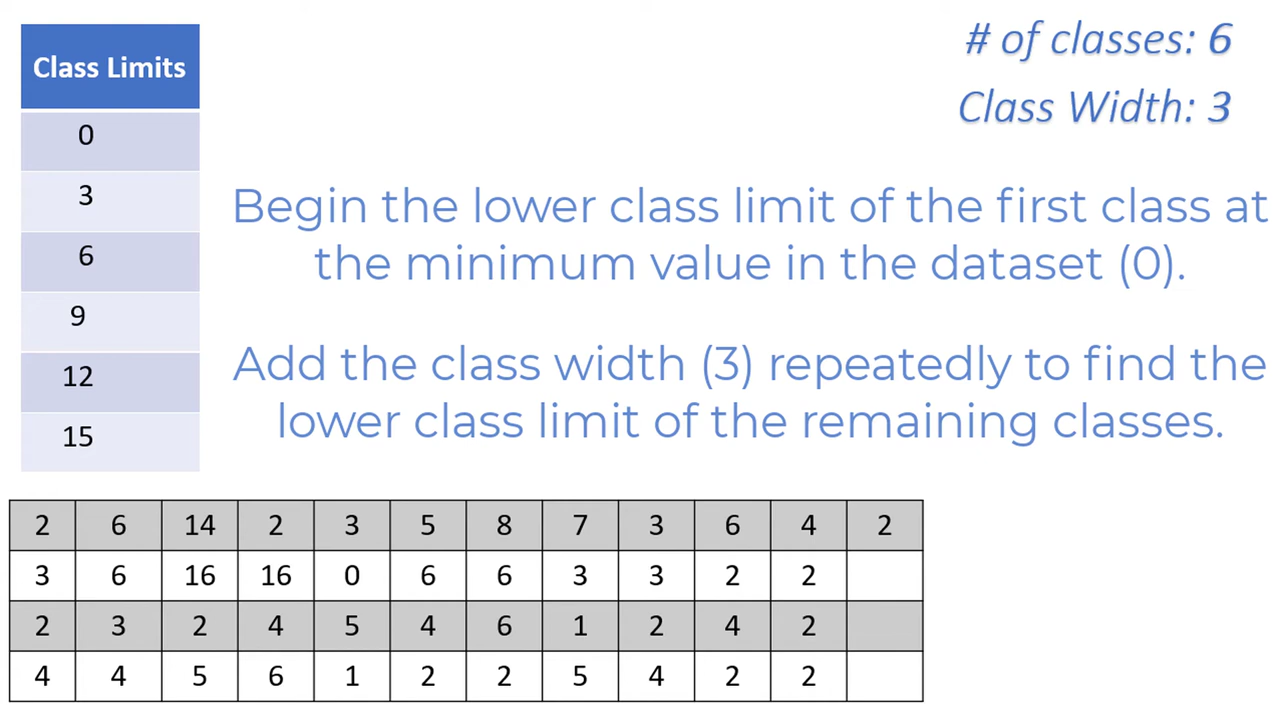 # of classes: 6
Class Width: 3
Class Limits
0
3
6
9
12
15
Begin the lower class limit of the first class at
the minimum value in the dataset (0).
Add the class width (3) repeatedly to find the
lower class limit of the remaining classes.
2 6 14 2 3 5 8 7 3 6 4 2
3 6 16 16 0 6 6 3 3 2 2
2 3 2 4 5 4 6 1 2 4 2
4 4 5 6 1 2 2 5 4 2 2